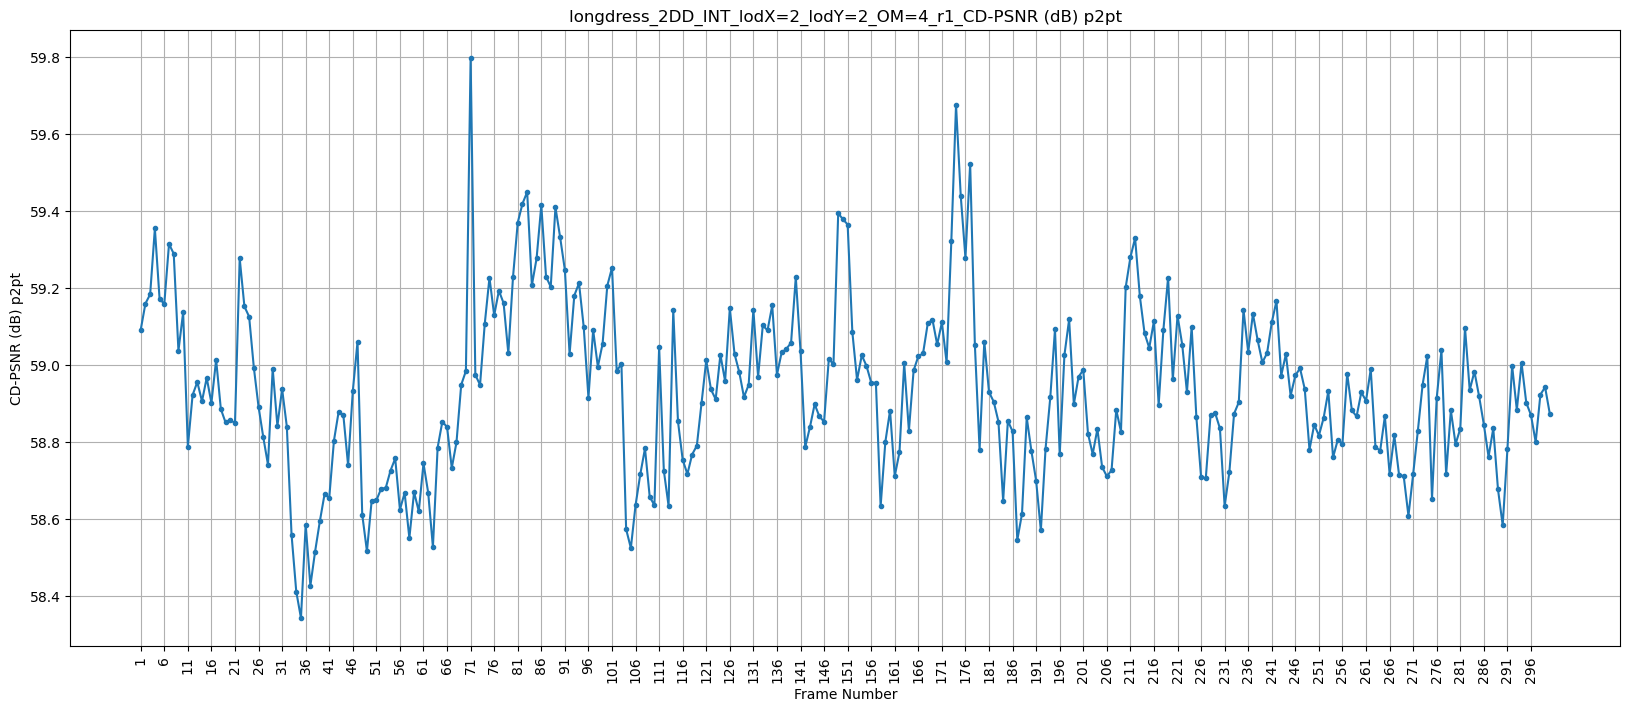 longdress_2DD_INT_lodX=2_lodY=2_OM=4_r1_CD-PSNR (dB) p2pt
CD-PSNR (dB) p2pt
59.8
59.6
59.4
59.2
59.0
58.8
58.6
58.4
1 6 11 16 21 26 31 36 41 46 51 56 61 66 71 76 81 86 91 96 101 106 111 116 121 126 131 136 141 146 151 156 161 166 171 176 181 186 191 196 201 206 211 216 221 226 231 236 241 246 251 256 261 266 271 276 281 286 291 296
Frame Number